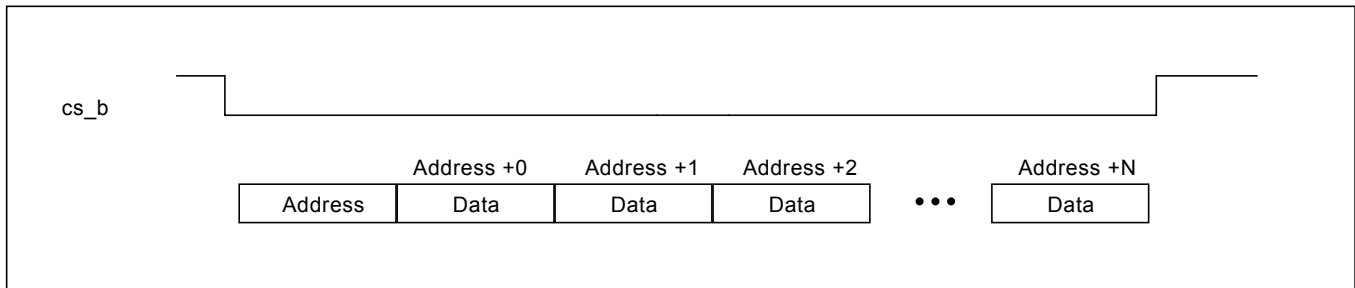 cs_b
Address +0 Address +1 Address +2 Address +N
Address Data Data Data ••• Data